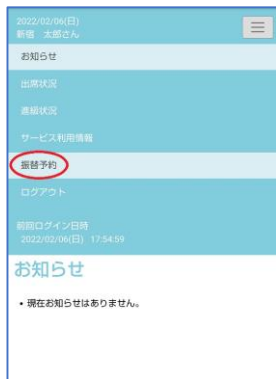 2022/02/06(日)
新宿　太郎さん
お知らせ
出席状況
進級状況
サービス利用情報
振替予約
ログアウト
前回ログイン日時
2022/02/06(日) 17:54:59
お知らせ
• 現在お知らせはありません。